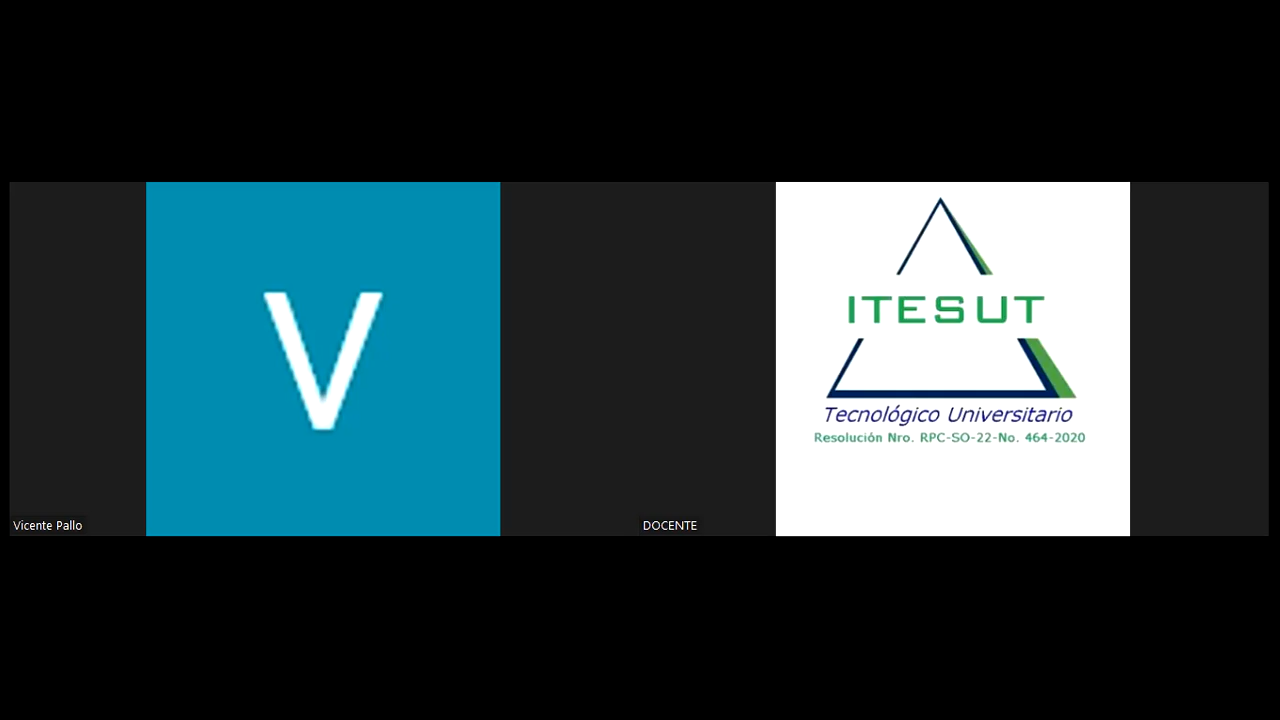 V
ITESUT
Tecnológico Universitario
Resolución Nro. RPC-SO-22-No. 464-2020
Vicente Pallo
DOCENTE